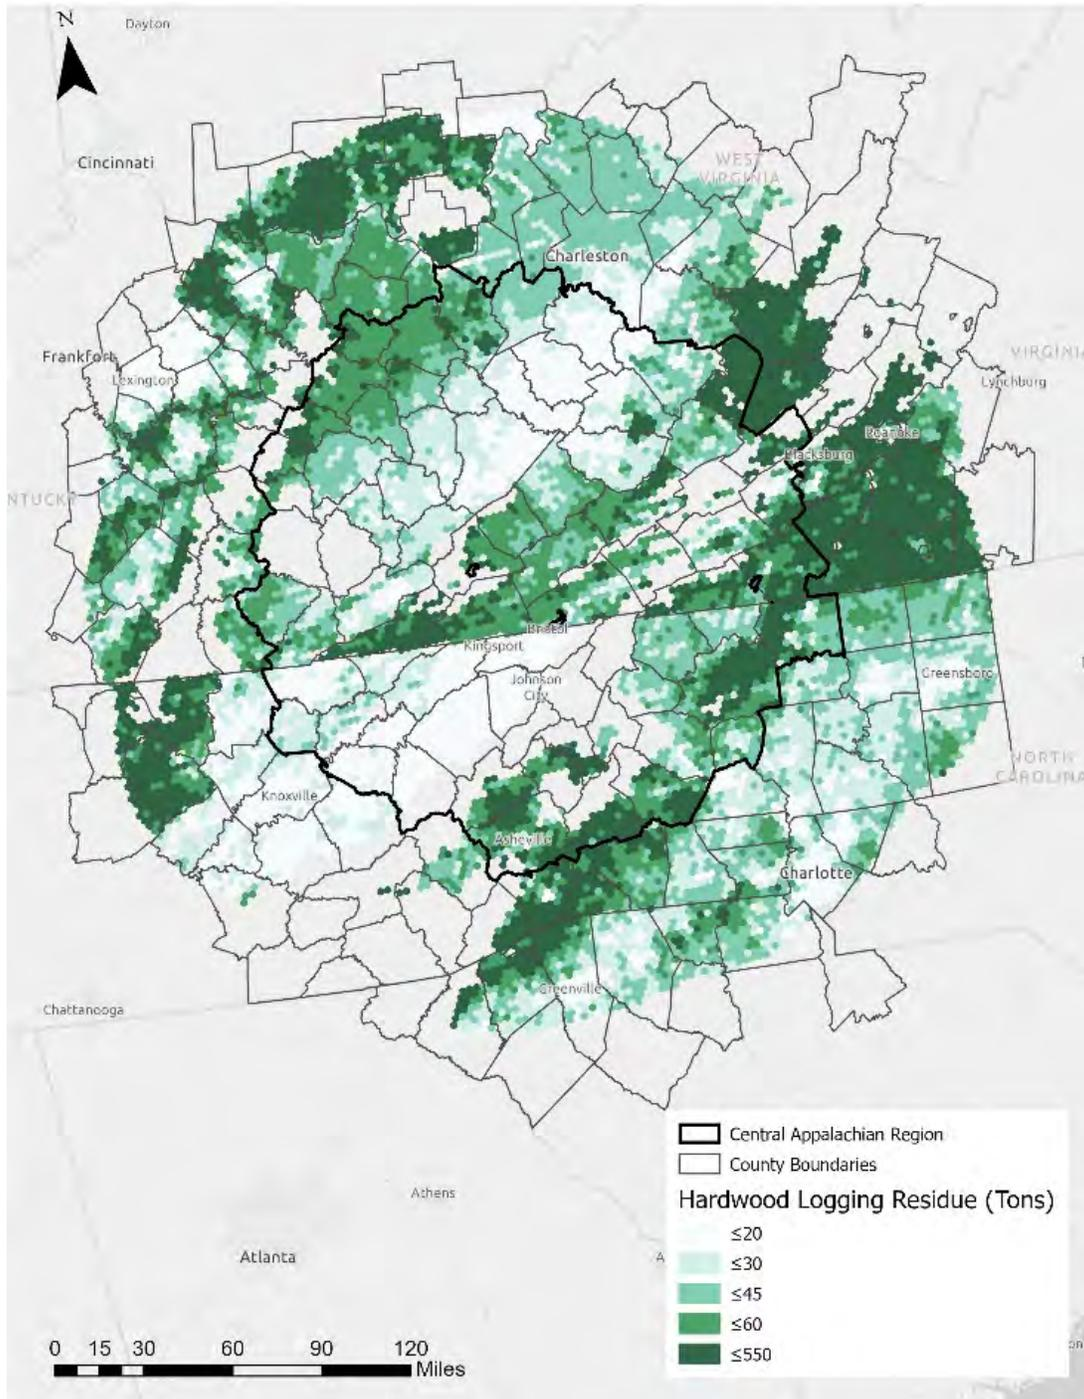 N
Dayton
Cincinnati
WEST
VIRGINIA
Charleston
Frankfort
Lexington
VIRGINIA
Lynchburg
Roanoke
Blacksburg
NTUCKY
Bristol
Kingsport
Johnson
City
Greensboro
NORTH
CAROLINA
Knoxville
Asheville
Charlotte
Greenville
Chattanooga
Central Appalachian Region
County Boundaries
Hardwood Logging Residue (Tons)
Athens
≤20
Atlanta
A
≤30
≤45
≤60
≤550
0 15 30 60 90 120
Miles